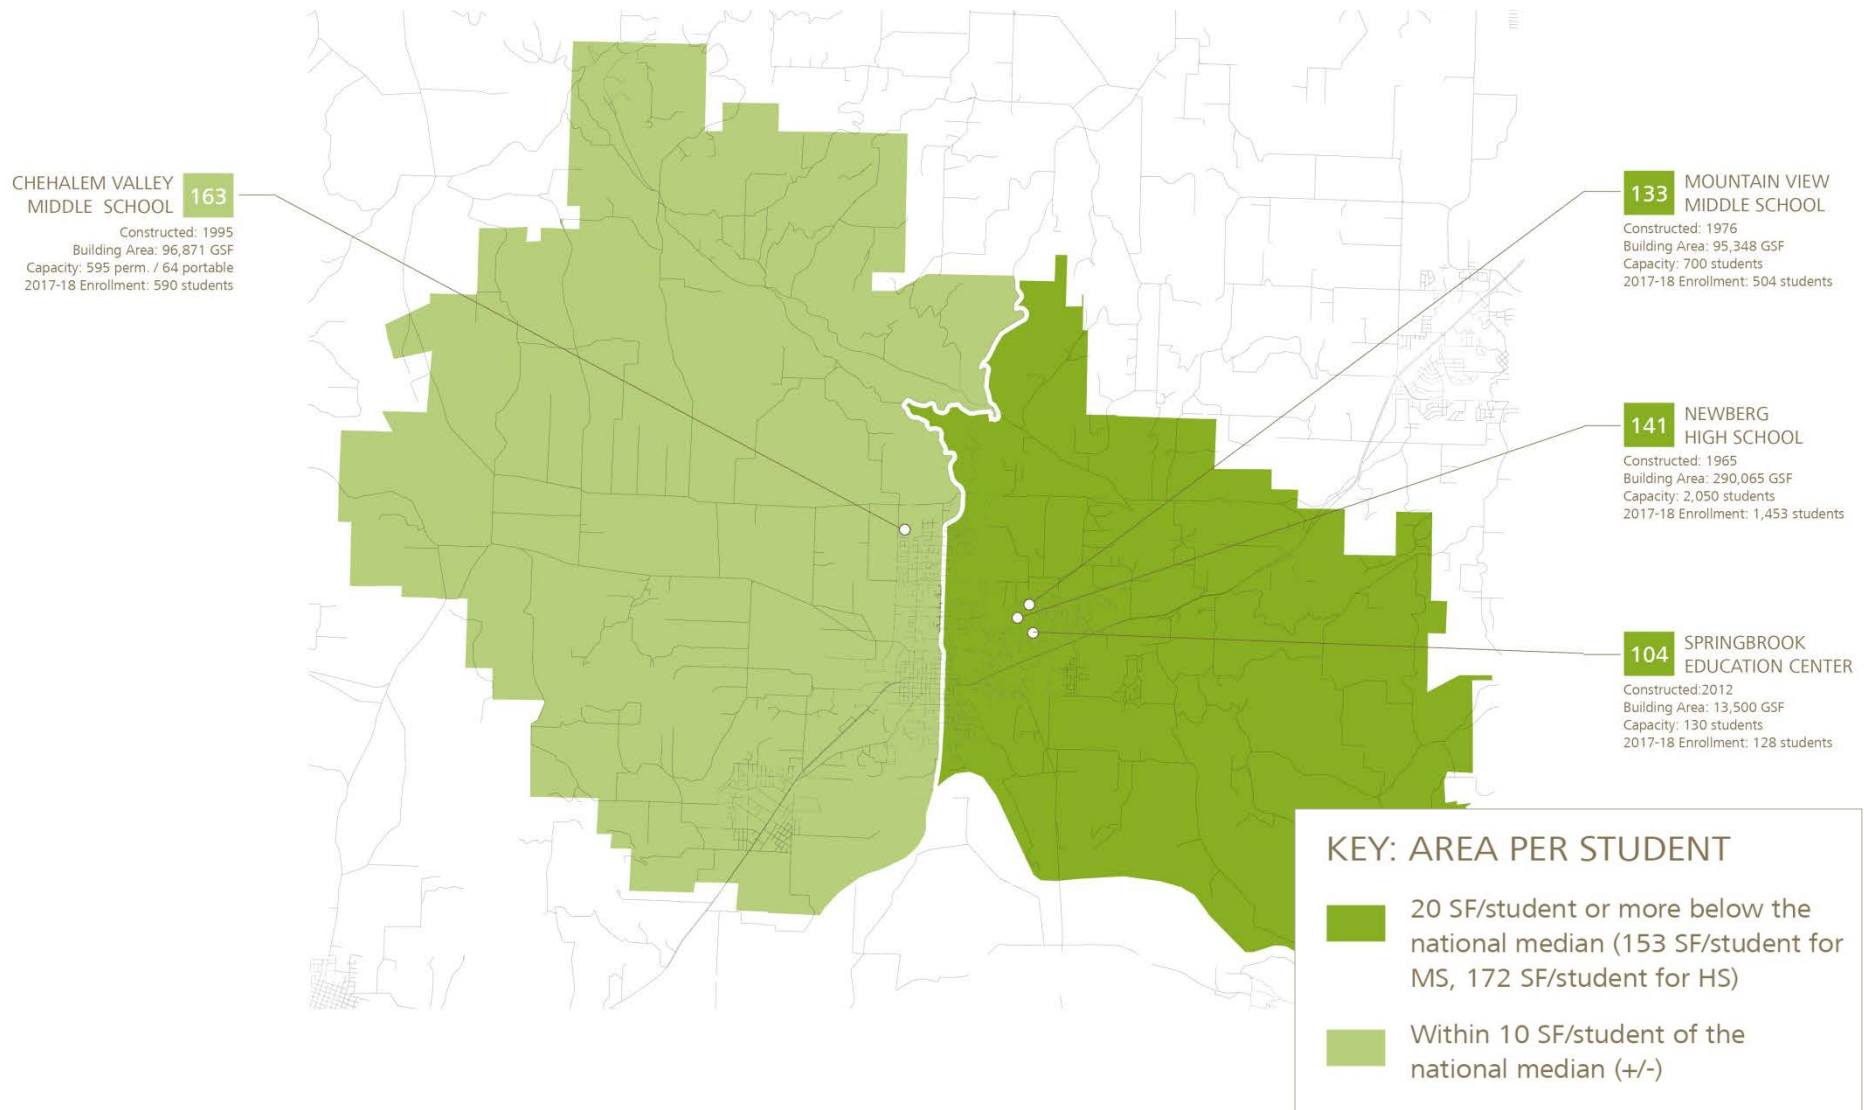 CHEHALEM VALLEY
MIDDLE SCHOOL
163
Constructed: 1995
Building Area: 96,871 GSF
Capacity: 595 perm. / 64 portable
2017-18 Enrollment: 590 students
133
MOUNTAIN VIEW
MIDDLE SCHOOL
Constructed: 1976
Building Area: 95,348 GSF
Capacity: 700 students
2017-18 Enrollment: 504 students
141
NEWBERG
HIGH SCHOOL
Constructed: 1965
Building Area: 290,065 GSF
Capacity: 2,050 students
2017-18 Enrollment: 1,453 students
104
SPRINGBROOK
EDUCATION CENTER
Constructed:2012
Building Area: 13,500 GSF
Capacity: 130 students
2017-18 Enrollment: 128 students
KEY: AREA PER STUDENT
20 SF/student or more below the
national median (153 SF/student for
MS, 172 SF/student for HS)
Within 10 SF/student of the
national median (+/-)